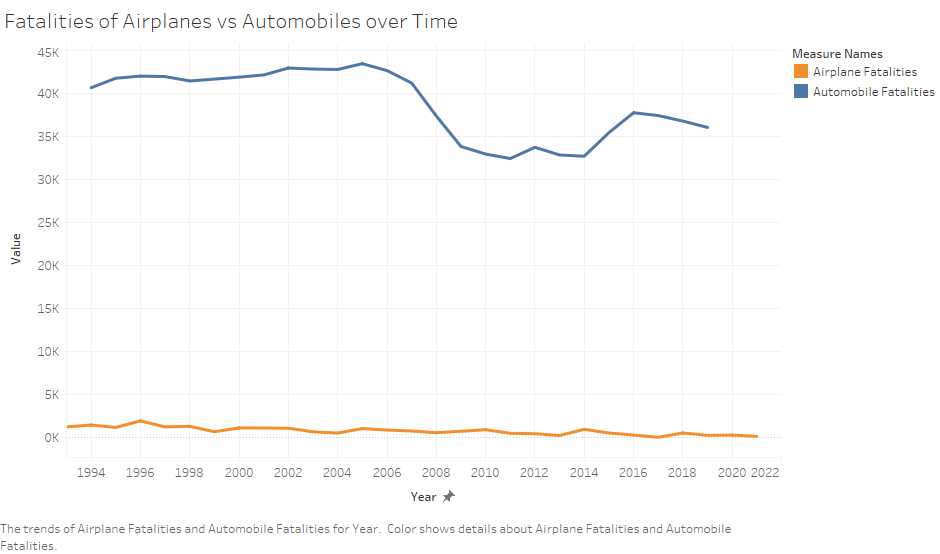 Fatalities of Airplanes vs Automobiles over Time
45K
40K
35K
30K
25K
20K
15K
10K
5K
0K
Value
1994 1996 1998 2000 2002 2004 2006 2008 2010 2012 2014 2016 2018 2020 2022
Year
Measure Names
Airplane Fatalities
Automobile Fatalities
The trends of Airplane Fatalities and Automobile Fatalities for Year. Color shows details about Airplane Fatalities and Automobile
Fatalities.